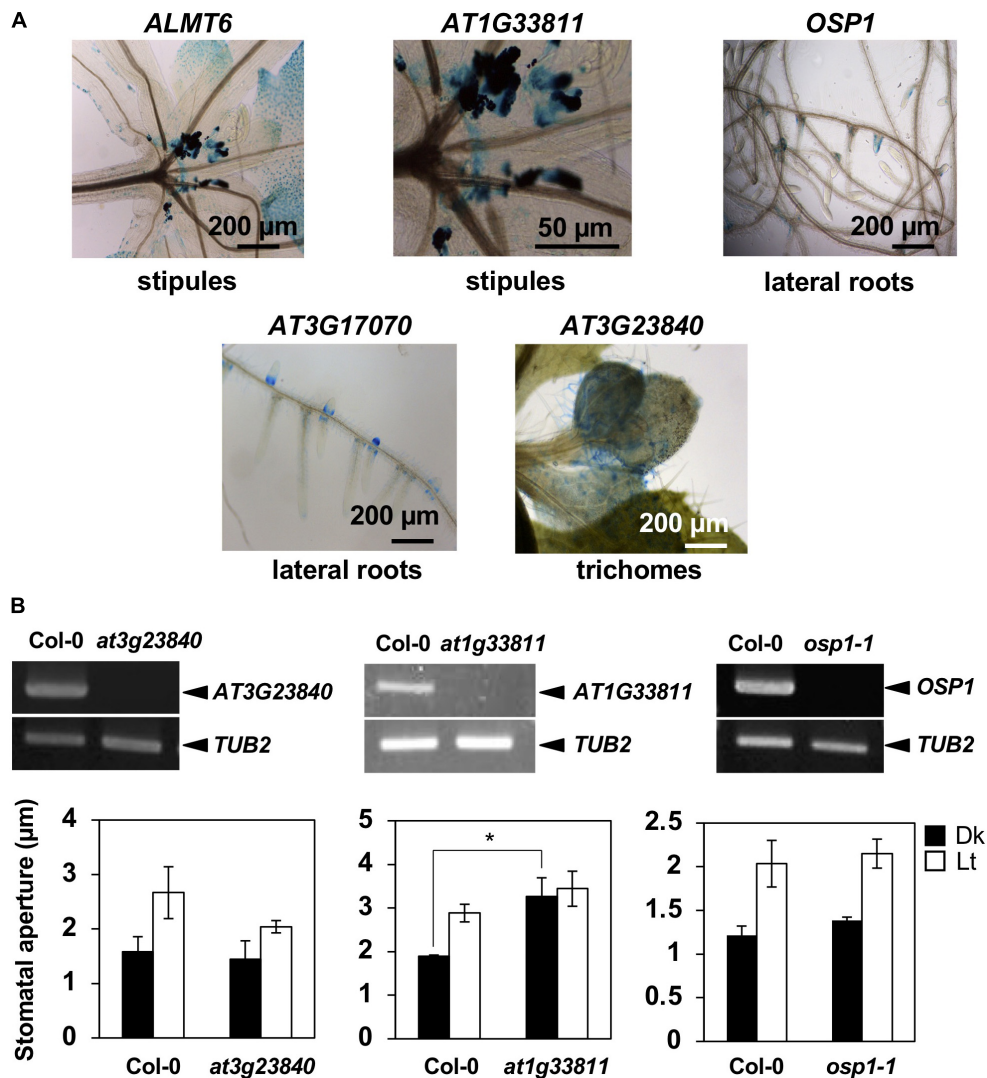 A
ALMT6 AT1G33811 OSP1
200 µm 50 µm 200 µm
stipules stipules lateral roots
AT3G17070 AT3G23840
200 µm 200 µm
lateral roots trichomes
B
Col-0 at3g23840 Col-0 at1g33811 Col-0 osp1-1
AT3G23840 AT1G33811 OSP1
TUB2 TUB2 TUB2
Stomatal aperture (µm)
4
3
2
1
0
Col-0 at3g23840
5
4
3
2
1
0
*
Col-0 at1g33811
2.5
2
1.5
1
0.5
0
Col-0 osp1-1
Dk
Lt